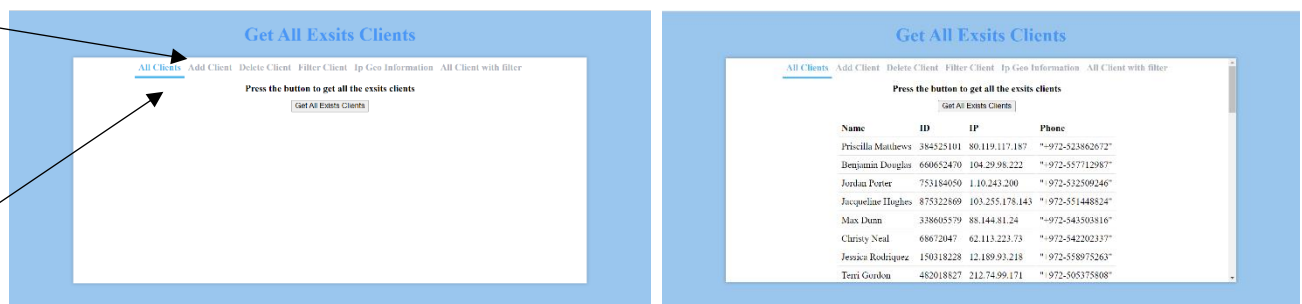 Get All Exsits Clients
All Clients Add Client Delete Client Filter Client Ip Geo Information All Client with filter
Press the button to get all the exsits clients
Get All Exsits Clients
Get All Exsits Clients
All Clients Add Client Delete Client Filter Client Ip Geo Information All Client with filter
Press the button to get all the exsits clients
Get All Exsits Clients
Name ID IP Phone
Priscilla Matthews 384525101 80.119.117.187 "+972-523862672"
Benjamin Douglas 660652470 104.29.98.222 "+972-557712987"
Jordan Porter 753184050 1.10.243.200 "+972-532509246"
Jacqueline Hughes 875322869 103.255.178.143 "+972-551448824"
Max Dunn 338605579 88.144.81.24 "+972-543503816"
Christy Neal 68672047 62.113.223.73 "+972-542202337"
Jessica Rodriquez 150318228 12.189.93.218 "+972-558975263"
Terri Gordon 482018827 212.74.99.171 "+972-505375808"